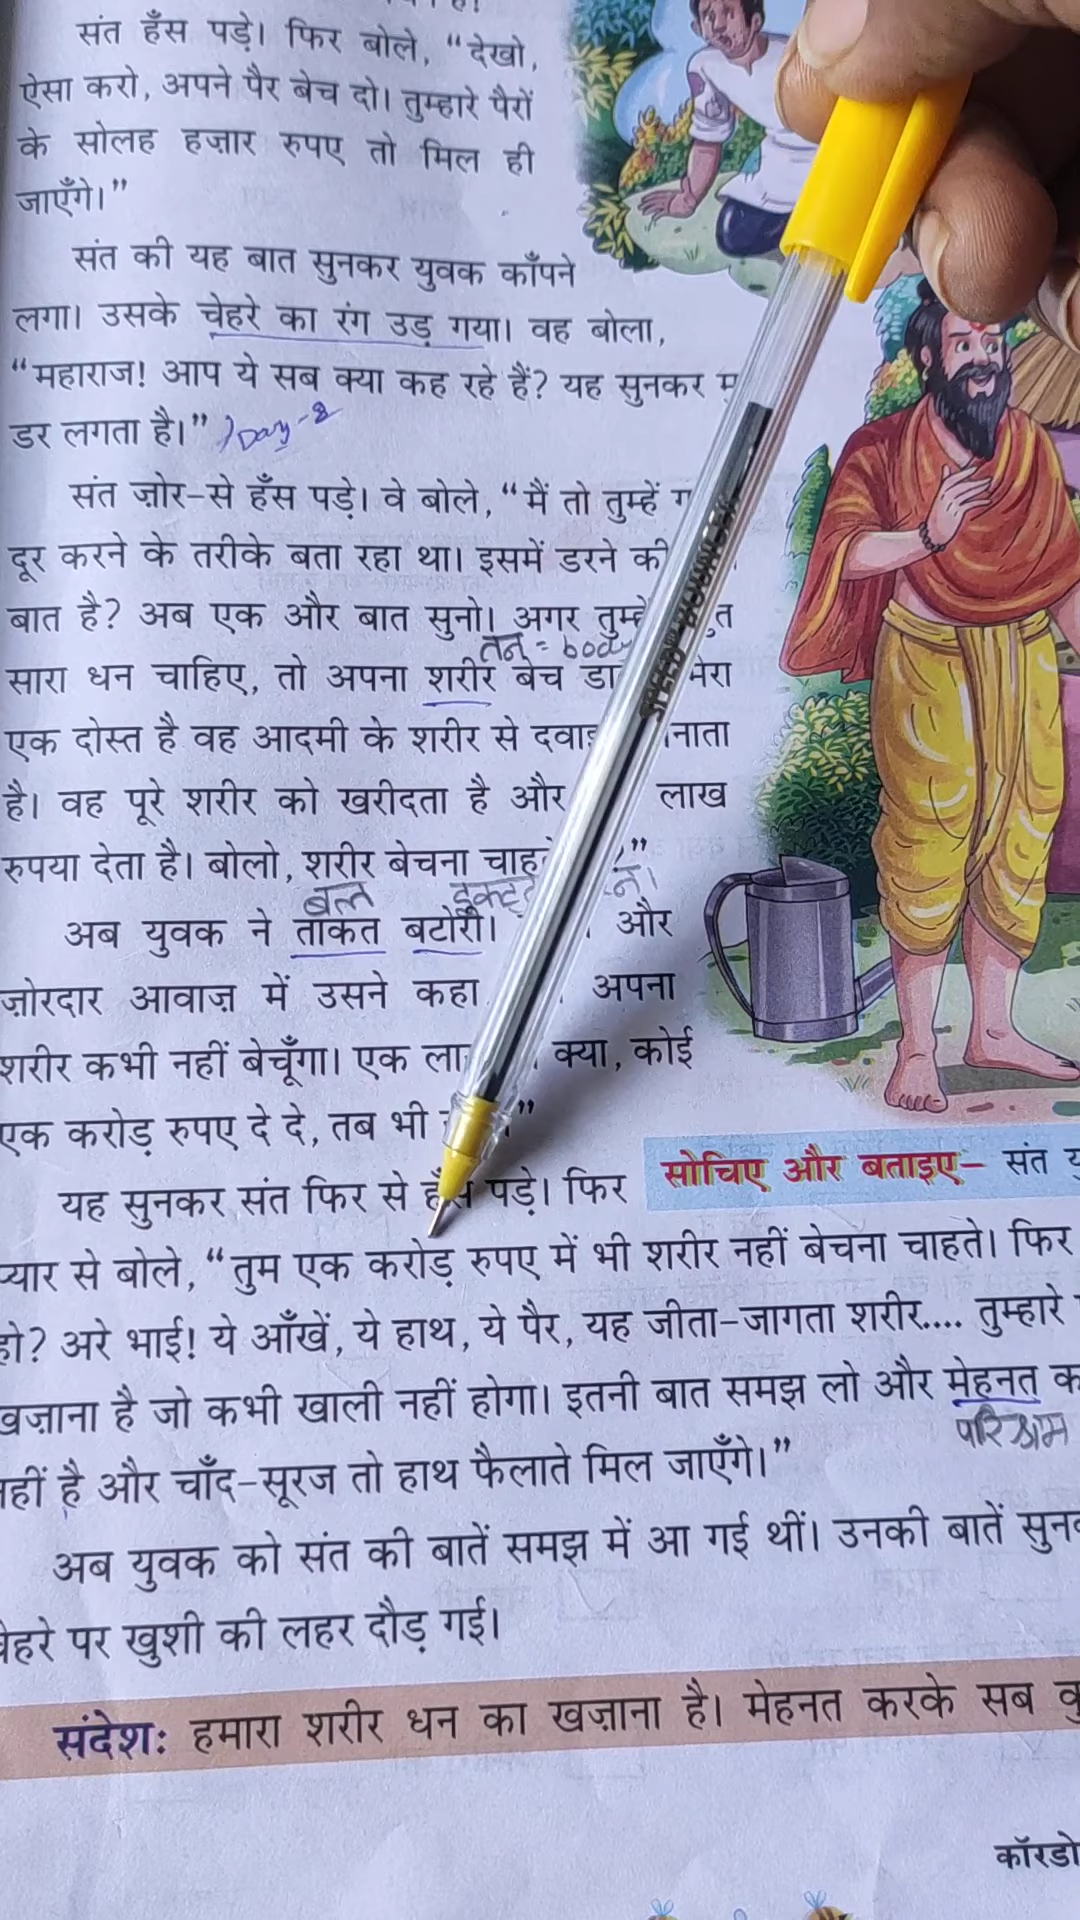 संत हँस पड़े। फिर बोले, “देखो,
ऐसा करो, अपने पैर बेच दो। तुम्हारे पैरों
के सोलह हज़ार रुपए तो मिल ही
जाएँगे।”
संत की यह बात सुनकर युवक काँपने
लगा। उसके चेहरे का रंग उड़ गया। वह बोला,
“महाराज! आप ये सब क्या कह रहे हैं? यह सुनकर
डर लगता है।” Day-2
संत ज़ोर-से हँस पड़े। वे बोले, “मैं तो तुम्हें
दूर करने के तरीके बता रहा था। इसमें डरने की
बात है? अब एक और बात सुनो। अगर
तन = body
सारा धन चाहिए, तो अपना शरीर बेच
एक दोस्त है वह आदमी के शरीर से
है। वह पूरे शरीर को खरीदता है और लाख
रुपया देता है। बोलो, शरीर बेचना
बल
अब युवक ने ताकत बटोरी। और
ज़ोरदार आवाज़ में उसने कहा अपना
शरीर कभी नहीं बेचूँगा। एक क्या, कोई
एक करोड़ रुपए दे दे, तब भी ”
यह सुनकर संत फिर से हँस पड़े। फिर
सोचिए और बताइए– संत
प्यार से बोले, “तुम एक करोड़ रुपए में भी शरीर नहीं बेचना चाहते। फिर
हो? अरे भाई! ये आँखें, ये हाथ, ये पैर, यह जीता-जागता शरीर.... तुम्हारे
खज़ाना है जो कभी खाली नहीं होगा। इतनी बात समझ लो और मेहनत
परिश्रम
नहीं है और चाँद-सूरज तो हाथ फैलाते मिल जाएँगे।”
अब युवक को संत की बातें समझ में आ गई थीं। उनकी बातें
चेहरे पर खुशी की लहर दौड़ गई।
संदेश: हमारा शरीर धन का खज़ाना है। मेहनत करके सब